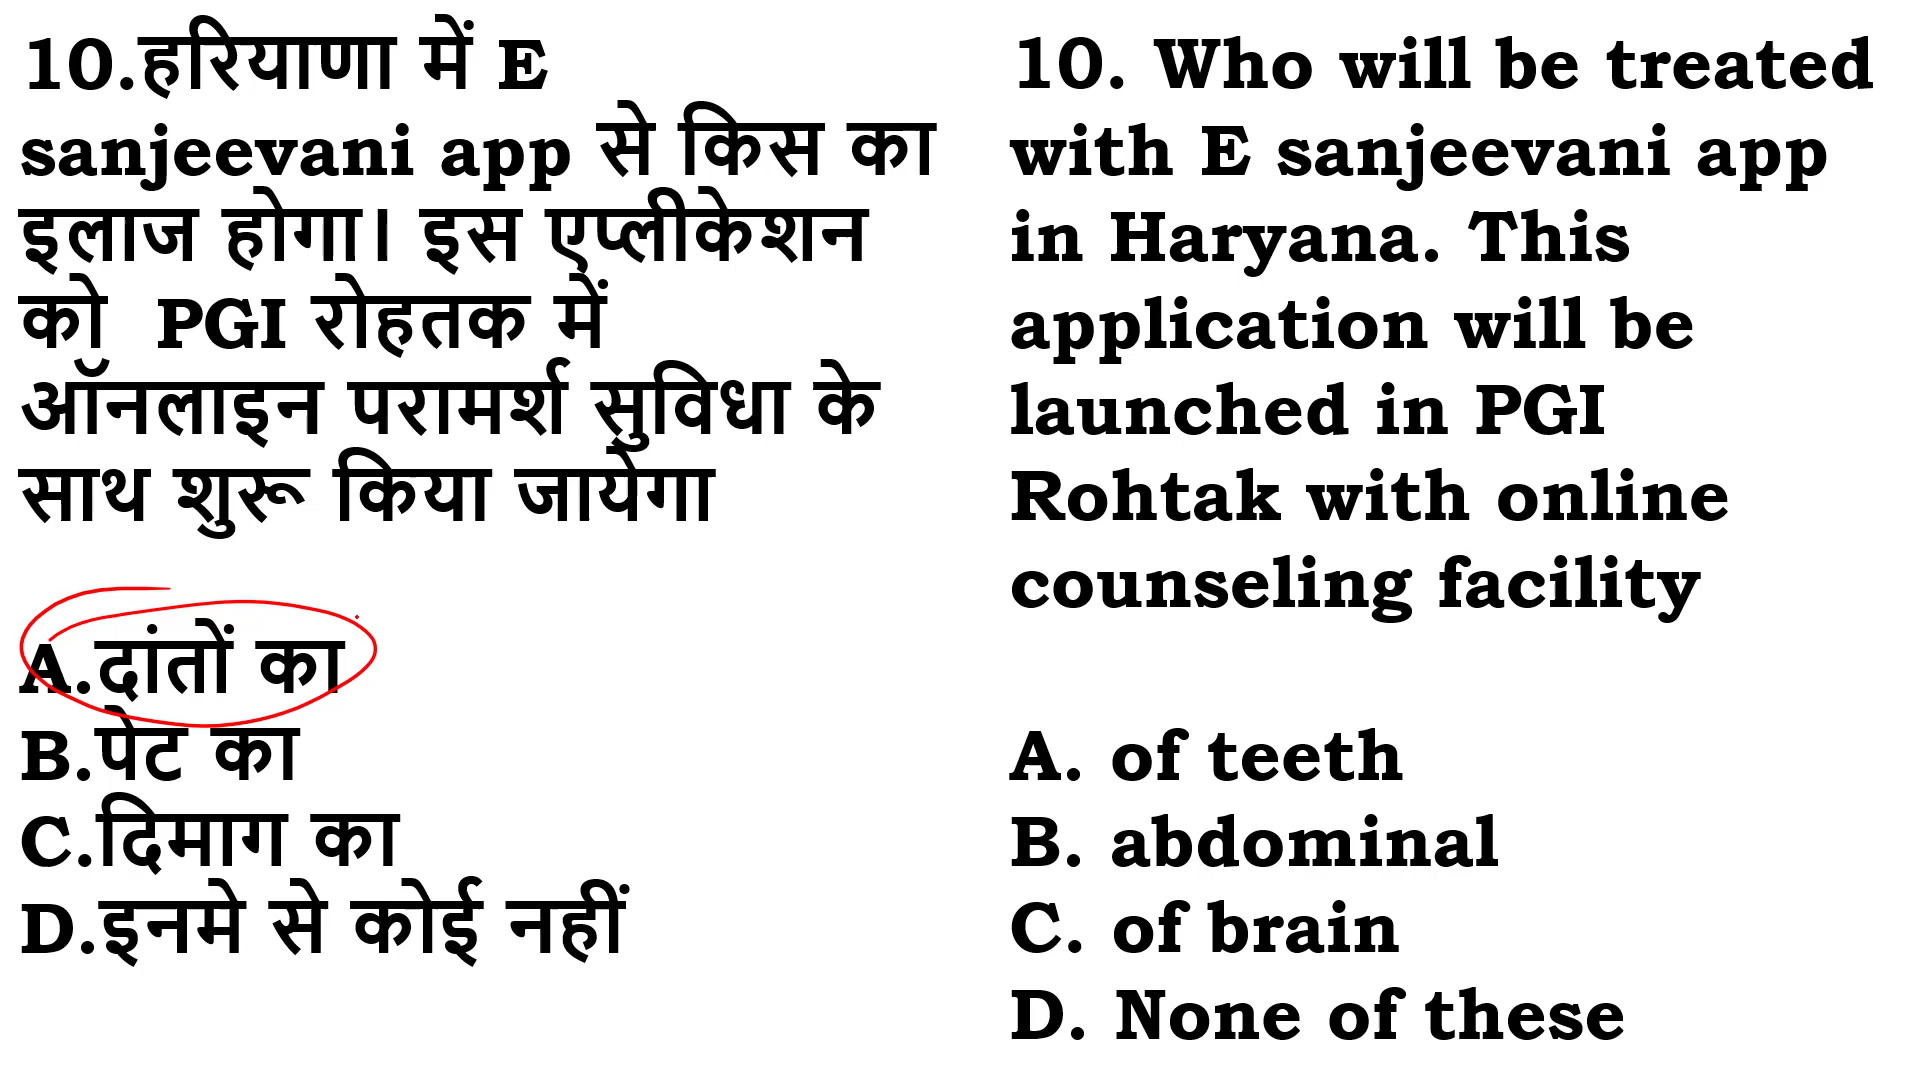 10.हरियाणा में E
sanjeevani app से किस का
इलाज होगा। इस एप्लीकेशन
को PGI रोहतक में
ऑनलाइन परामर्श सुविधा के
साथ शुरू किया जायेगा
A.दांतों का
B.पेट का
C.दिमाग का
D.इनमे से कोई नहीं
10. Who will be treated
with E sanjeevani app
in Haryana. This
application will be
launched in PGI
Rohtak with online
counseling facility
A. of teeth
B. abdominal
C. of brain
D. None of these